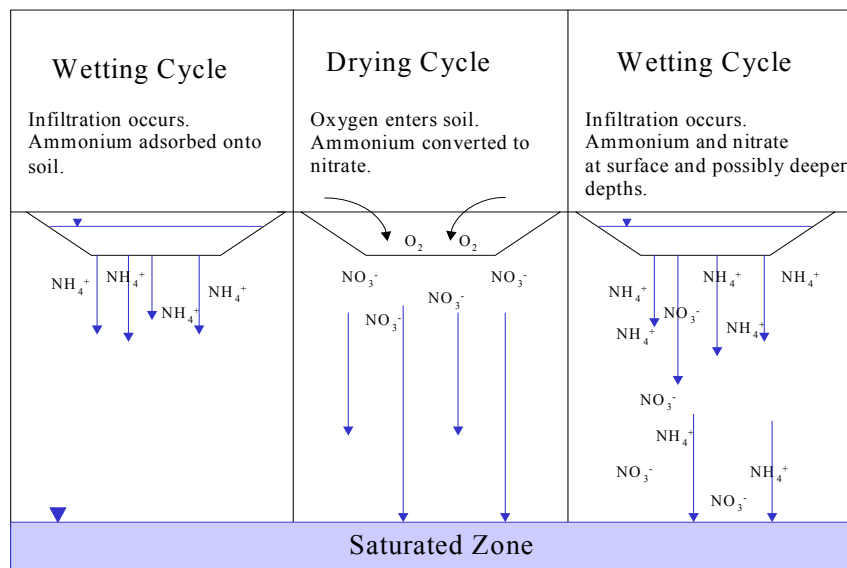 Wetting Cycle
Infiltration occurs.
Ammonium adsorbed onto
soil.
NH₄⁺
NH₄⁺
NH₄⁺
NH₄⁺
Drying Cycle
Oxygen enters soil.
Ammonium converted to
nitrate.
O₂
O₂
NO₃⁻
NO₃⁻
NO₃⁻
NO₃⁻
Wetting Cycle
Infiltration occurs.
Ammonium and nitrate
at surface and possibly deeper
depths.
NH₄⁺
NH₄⁺
NH₄⁺
NO₃⁻
NH₄⁺
NH₄⁺
NO₃⁻
NH₄⁺
NO₃⁻
NH₄⁺
NO₃⁻
Saturated Zone